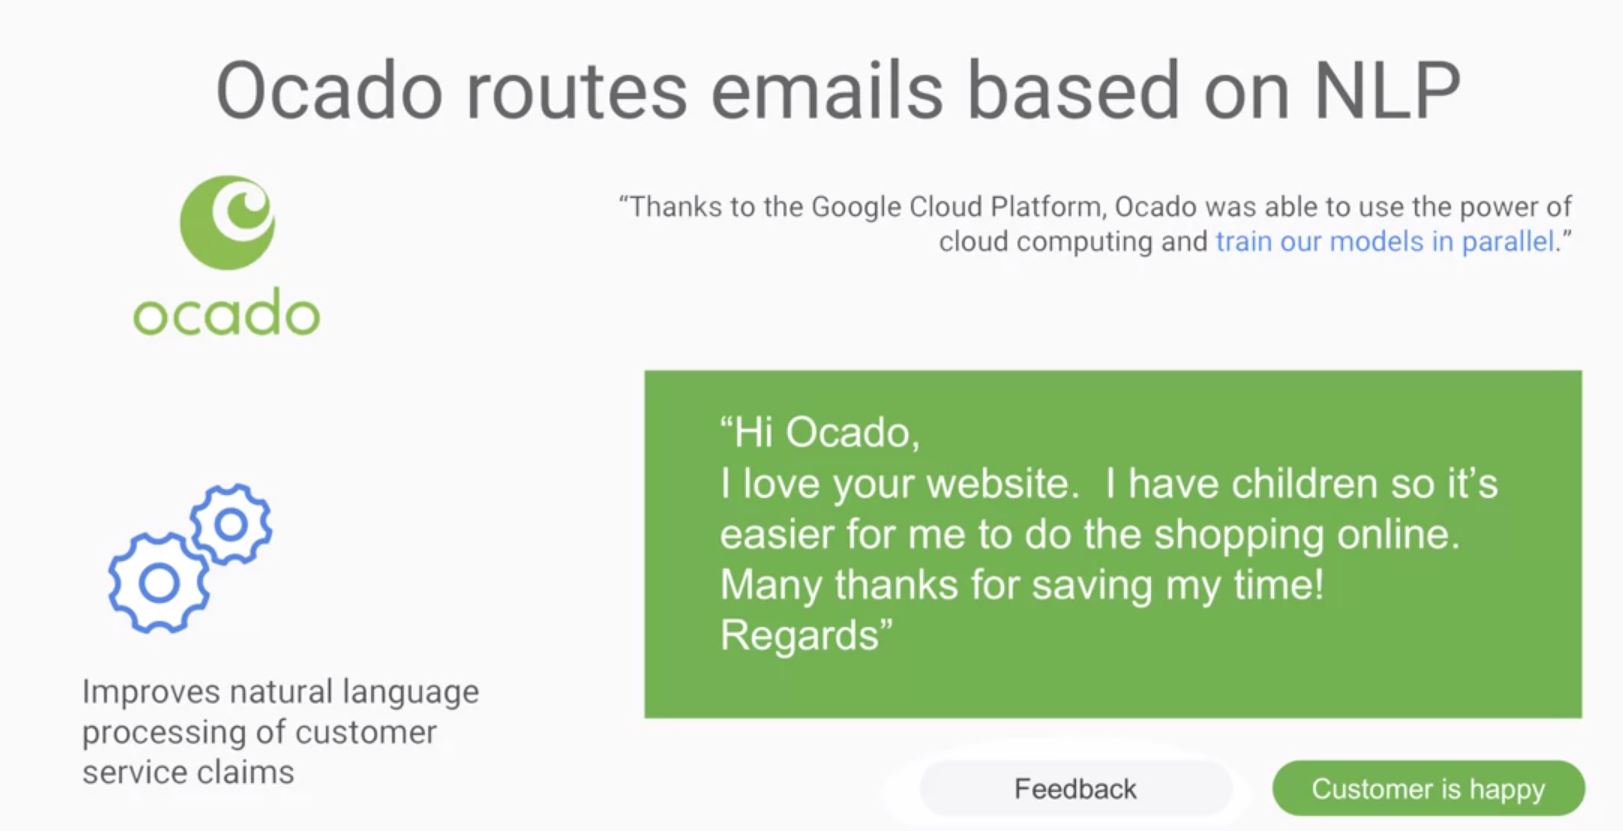 Ocado routes emails based on NLP
ocado
“Thanks to the Google Cloud Platform, Ocado was able to use the power of
cloud computing and train our models in parallel.”
“Hi Ocado,
I love your website.  I have children so it’s
easier for me to do the shopping online.
Many thanks for saving my time!
Regards”
Improves natural language
processing of customer
service claims
Feedback
Customer is happy